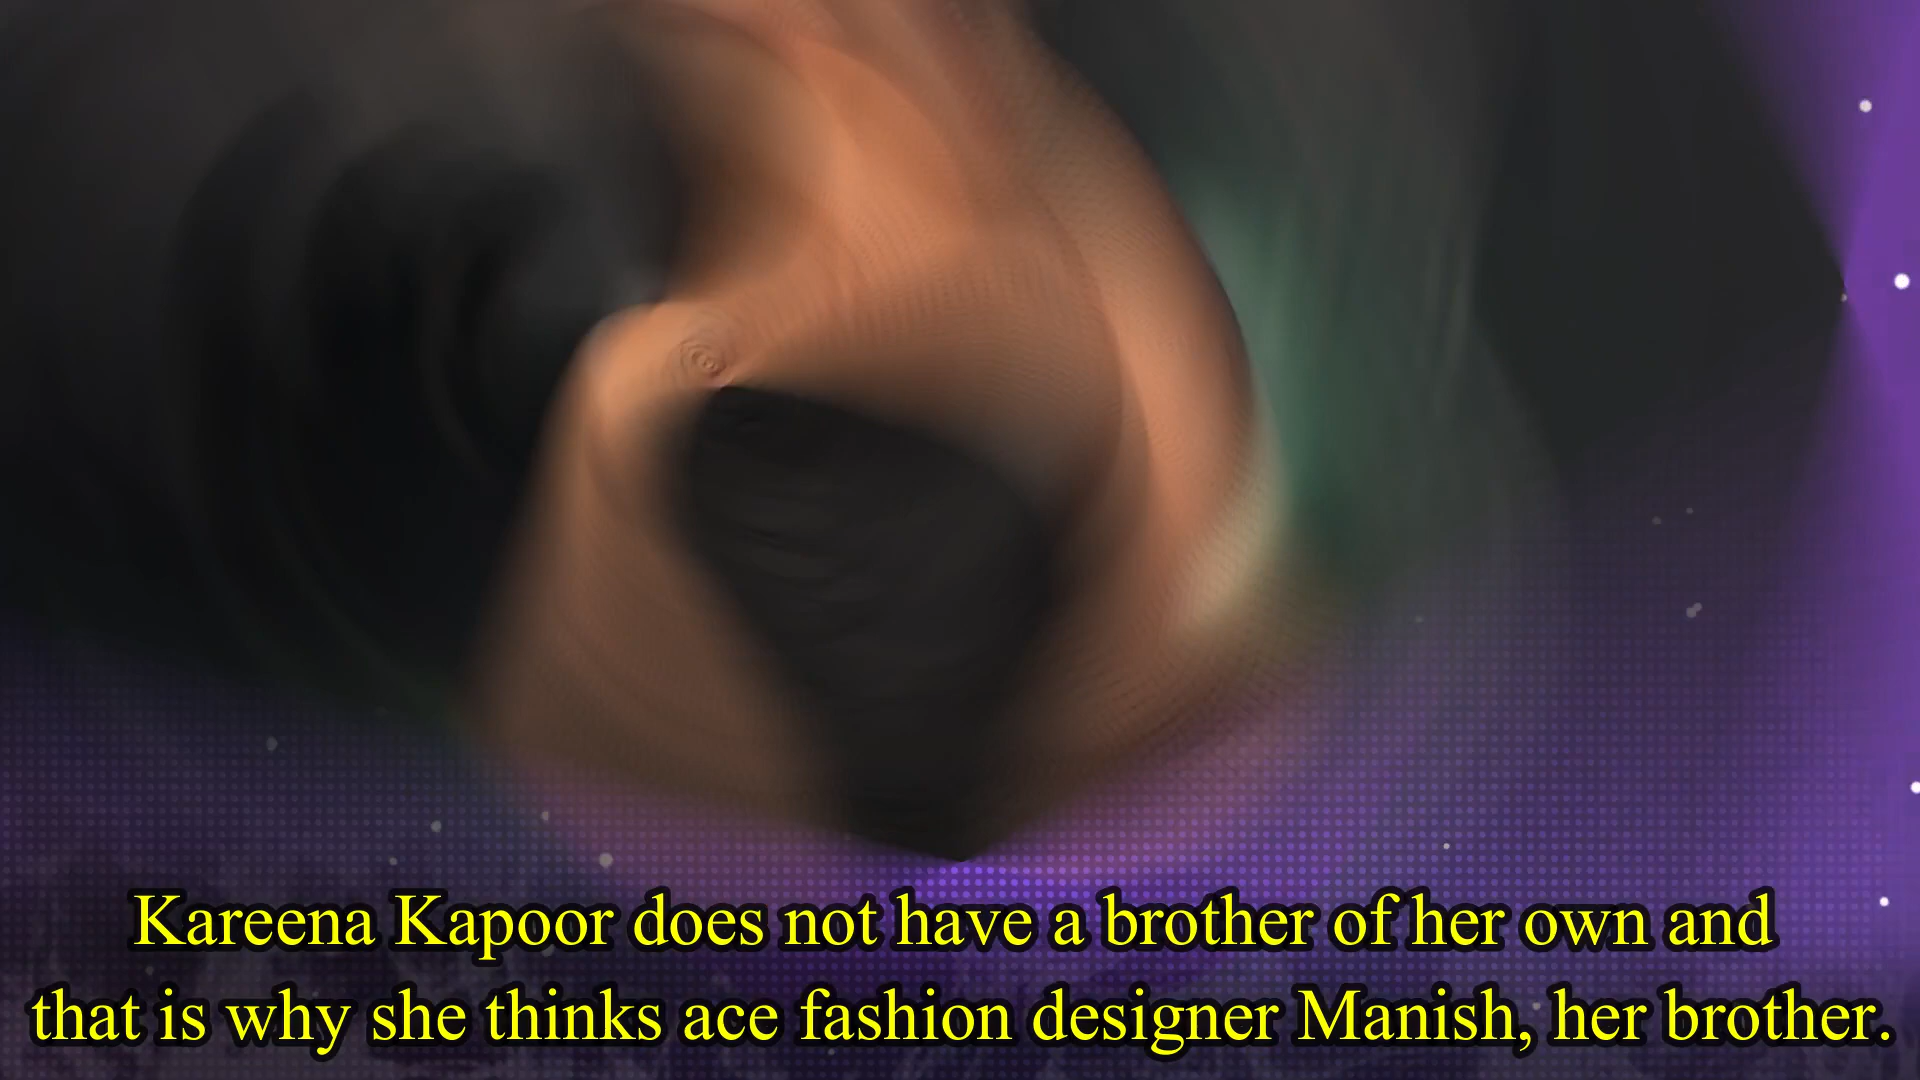 Kareena Kapoor does not have a brother of her own and
that is why she thinks ace fashion designer Manish, her brother.